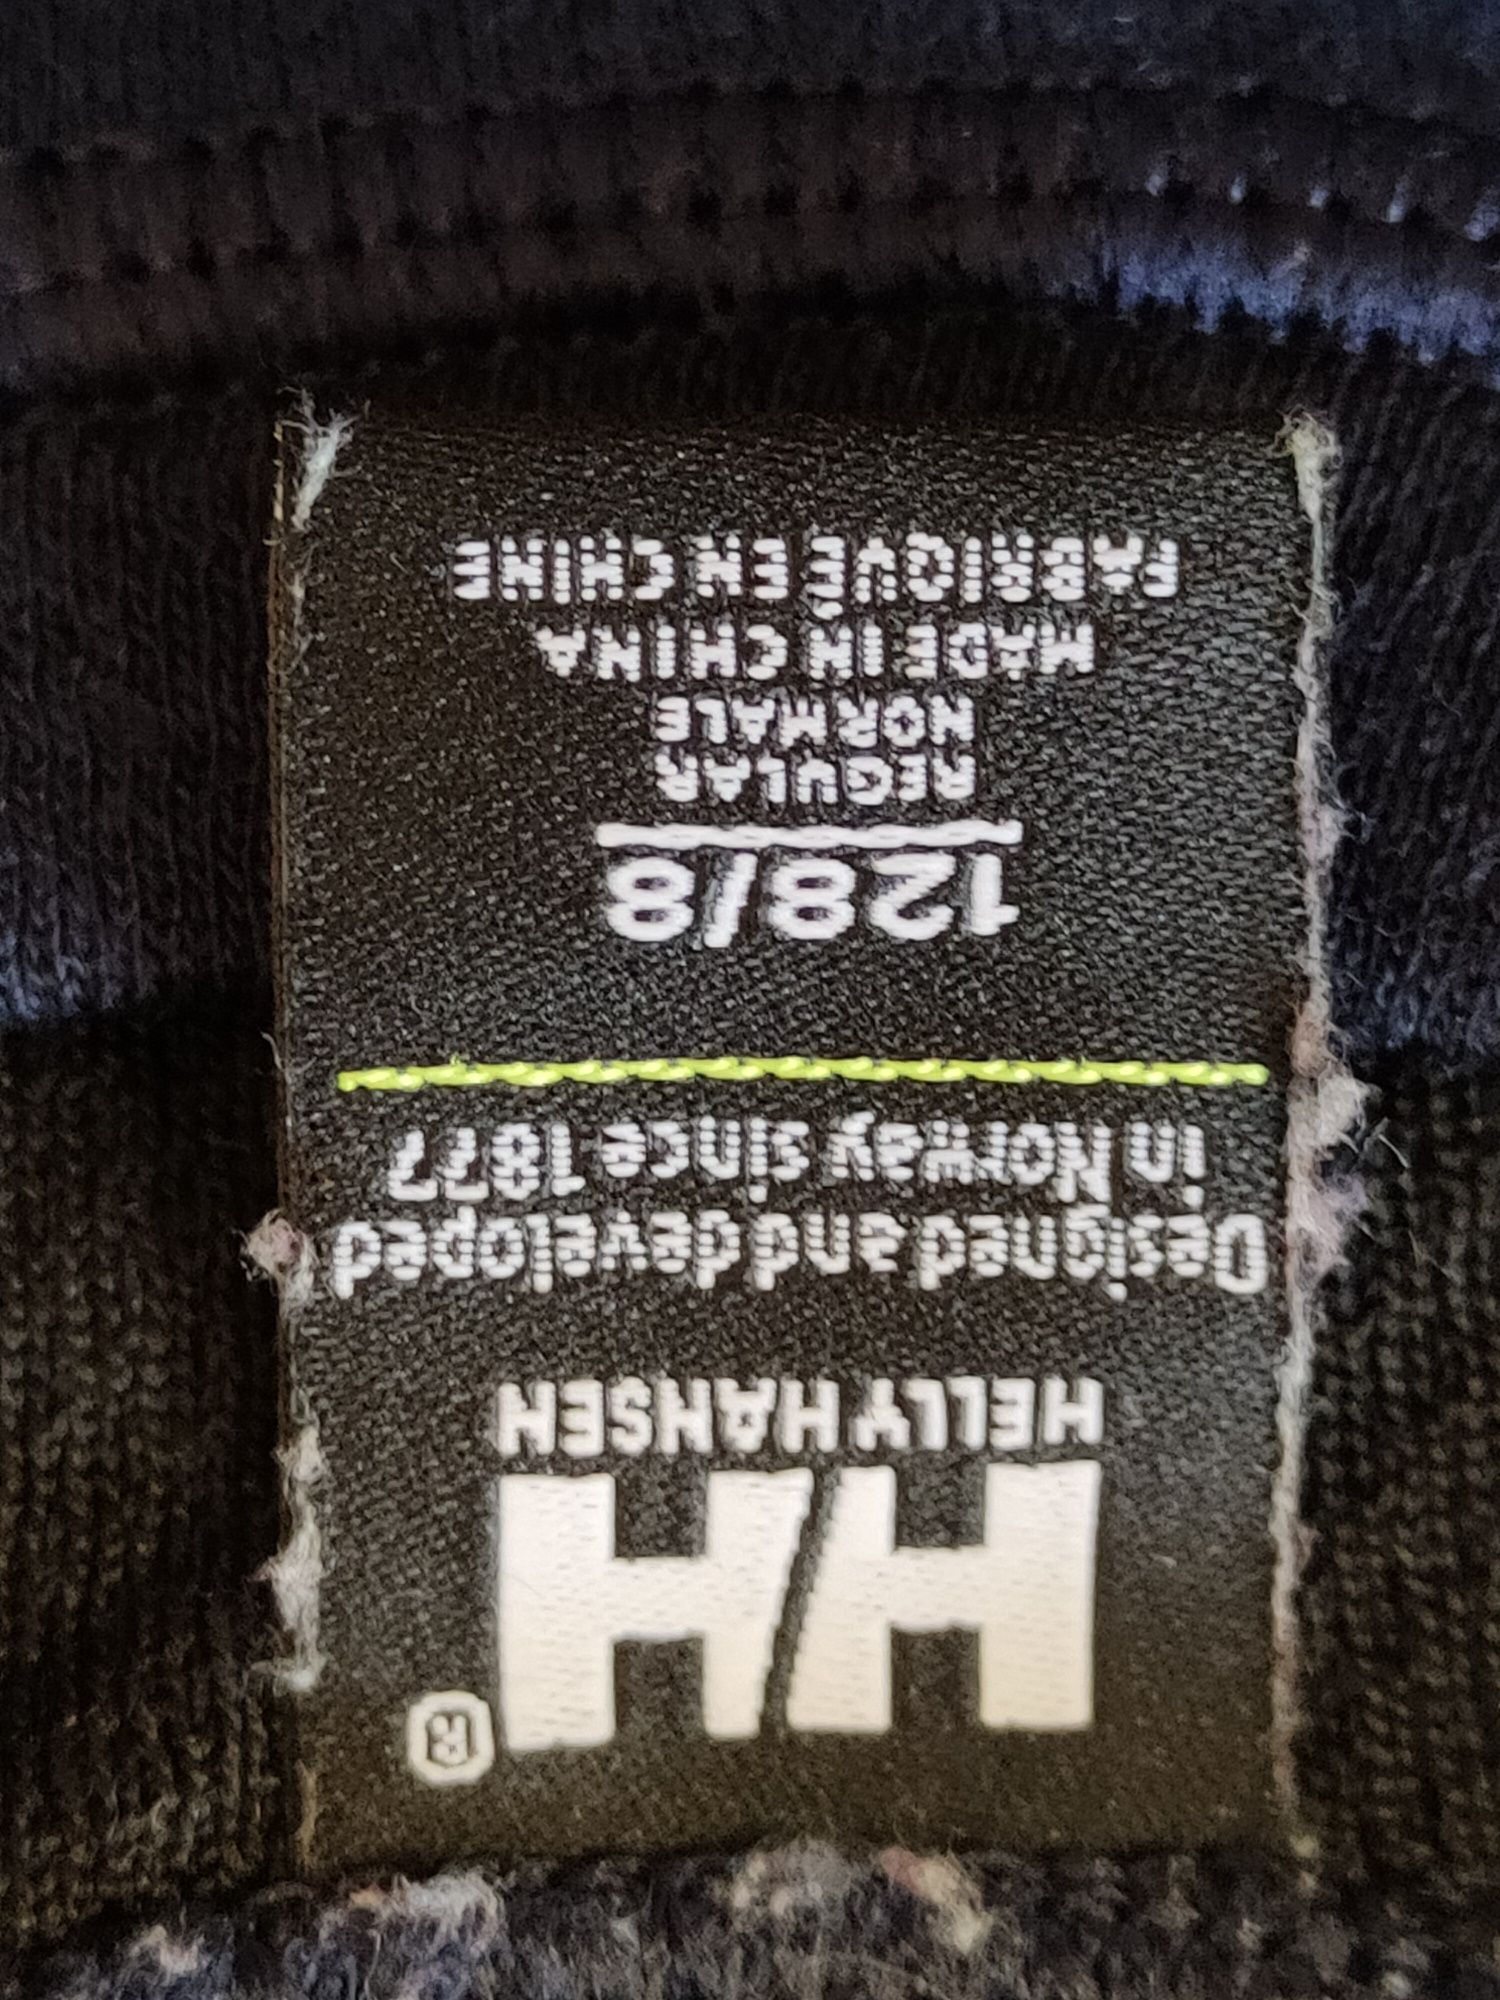 HH
®
HELLY HANSEN
Designed and developed
in Norway since 1877
128/8
REGULAR
NORMALE
MADE IN CHINA
FABRIQUÉ EN CHINE